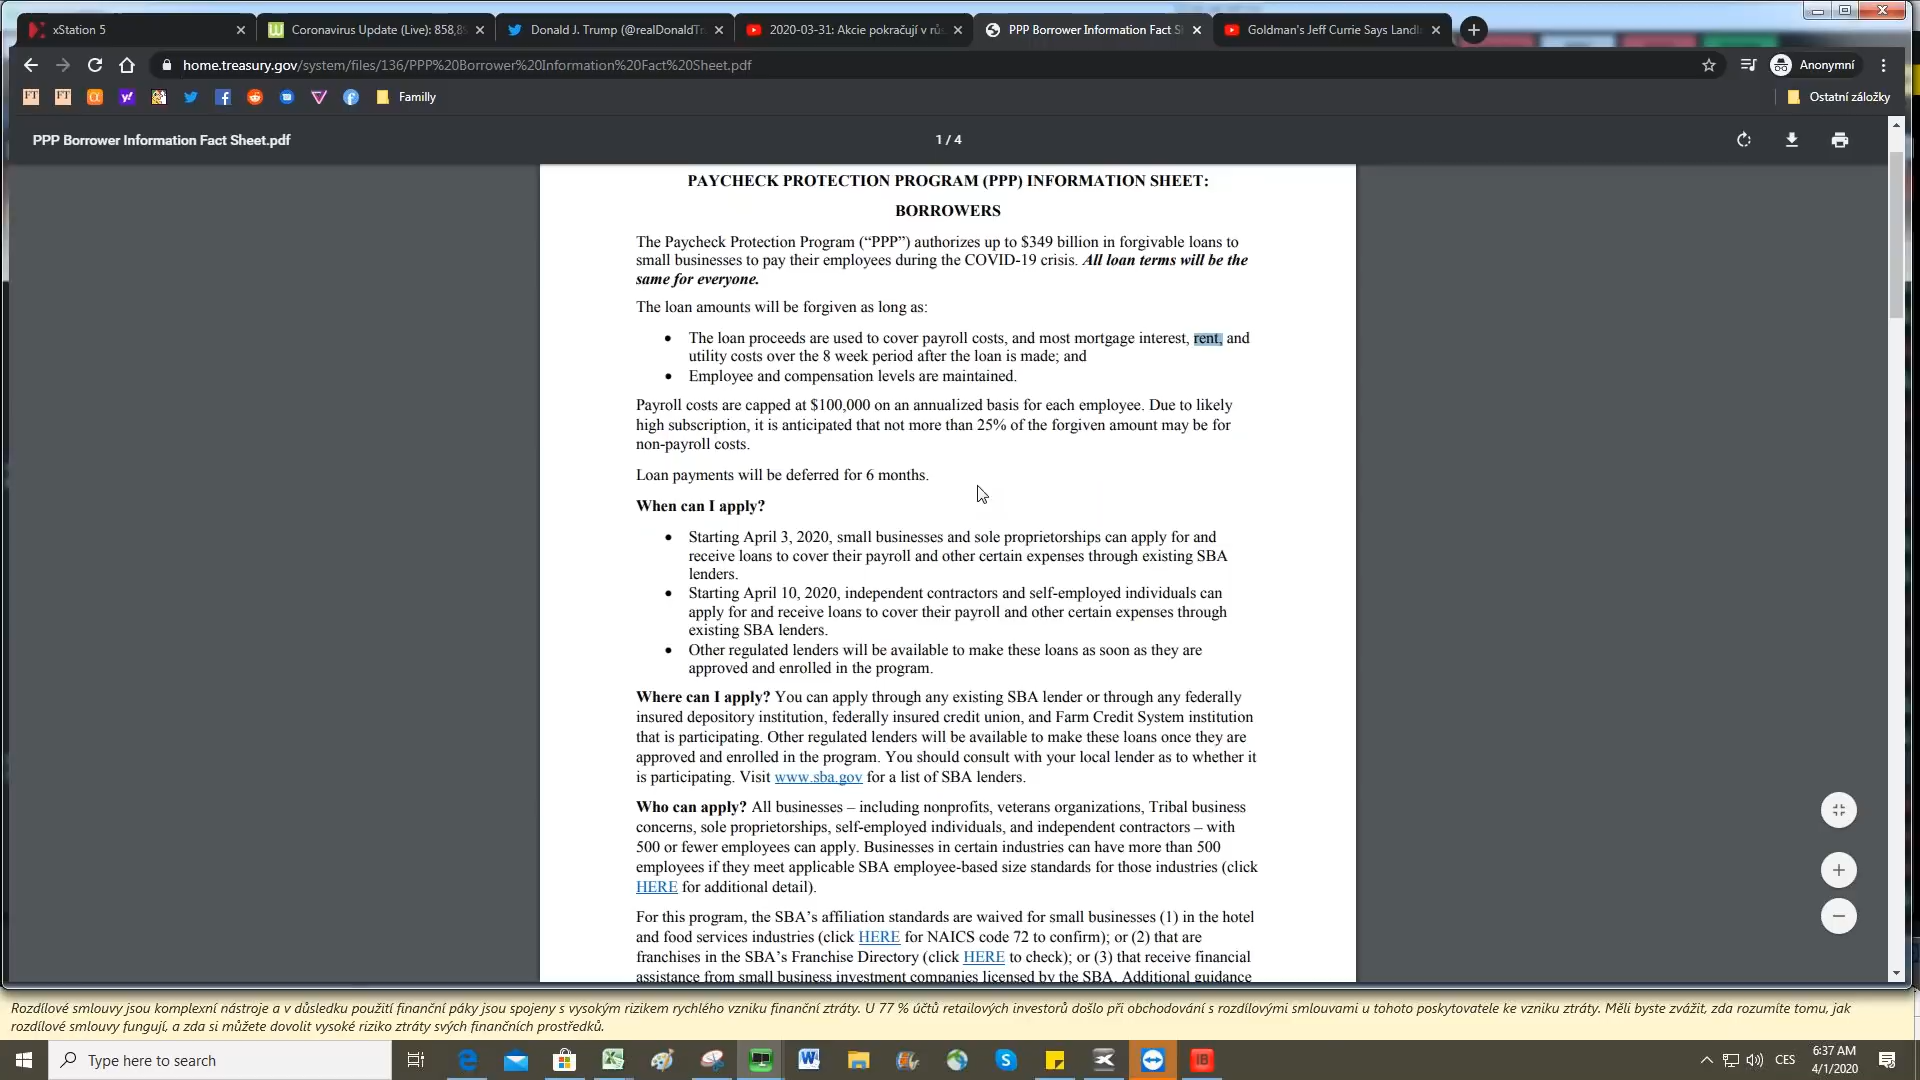 xStation 5
Coronavirus Update (Live): 858,89
Donald J. Trump (@realDonaldTr
2020-03-31: Akcie pokračují v růs
PPP Borrower Information Fact S
Goldman's Jeff Currie Says Landl
home.treasury.gov/system/files/136/PPP%20Borrower%20Information%20Fact%20Sheet.pdf
Anonymní
FT FT Familly
Ostatní záložky
PPP Borrower Information Fact Sheet.pdf
1 / 4
PAYCHECK PROTECTION PROGRAM (PPP) INFORMATION SHEET:
BORROWERS
The Paycheck Protection Program (“PPP”) authorizes up to $349 billion in forgivable loans to
small businesses to pay their employees during the COVID-19 crisis. All loan terms will be the
same for everyone.
The loan amounts will be forgiven as long as:
• The loan proceeds are used to cover payroll costs, and most mortgage interest, rent, and
utility costs over the 8 week period after the loan is made; and
• Employee and compensation levels are maintained.
Payroll costs are capped at $100,000 on an annualized basis for each employee. Due to likely
high subscription, it is anticipated that not more than 25% of the forgiven amount may be for
non-payroll costs.
Loan payments will be deferred for 6 months.
When can I apply?
• Starting April 3, 2020, small businesses and sole proprietorships can apply for and
receive loans to cover their payroll and other certain expenses through existing SBA
lenders.
• Starting April 10, 2020, independent contractors and self-employed individuals can
apply for and receive loans to cover their payroll and other certain expenses through
existing SBA lenders.
• Other regulated lenders will be available to make these loans as soon as they are
approved and enrolled in the program.
Where can I apply? You can apply through any existing SBA lender or through any federally
insured depository institution, federally insured credit union, and Farm Credit System institution
that is participating. Other regulated lenders will be available to make these loans once they are
approved and enrolled in the program. You should consult with your local lender as to whether it
is participating. Visit www.sba.gov for a list of SBA lenders.
Who can apply? All businesses – including nonprofits, veterans organizations, Tribal business
concerns, sole proprietorships, self-employed individuals, and independent contractors – with
500 or fewer employees can apply. Businesses in certain industries can have more than 500
employees if they meet applicable SBA employee-based size standards for those industries (click
HERE for additional detail).
For this program, the SBA’s affiliation standards are waived for small businesses (1) in the hotel
and food services industries (click HERE for NAICS code 72 to confirm); or (2) that are
franchises in the SBA’s Franchise Directory (click HERE to check); or (3) that receive financial
assistance from small business investment companies licensed by the SBA. Additional guidance
Rozdílové smlouvy jsou komplexní nástroje a v důsledku použití finanční páky jsou spojeny s vysokým rizikem rychlého vzniku finanční ztráty. U 77 % účtů retailových investorů došlo při obchodování s rozdílovými smlouvami u tohoto poskytovatele ke vzniku ztráty. Měli byste zvážit, zda rozumíte tomu, jak
rozdílové smlouvy fungují, a zda si můžete dovolit vysoké riziko ztráty svých finančních prostředků.
Type here to search
CES
6:37 AM
4/1/2020